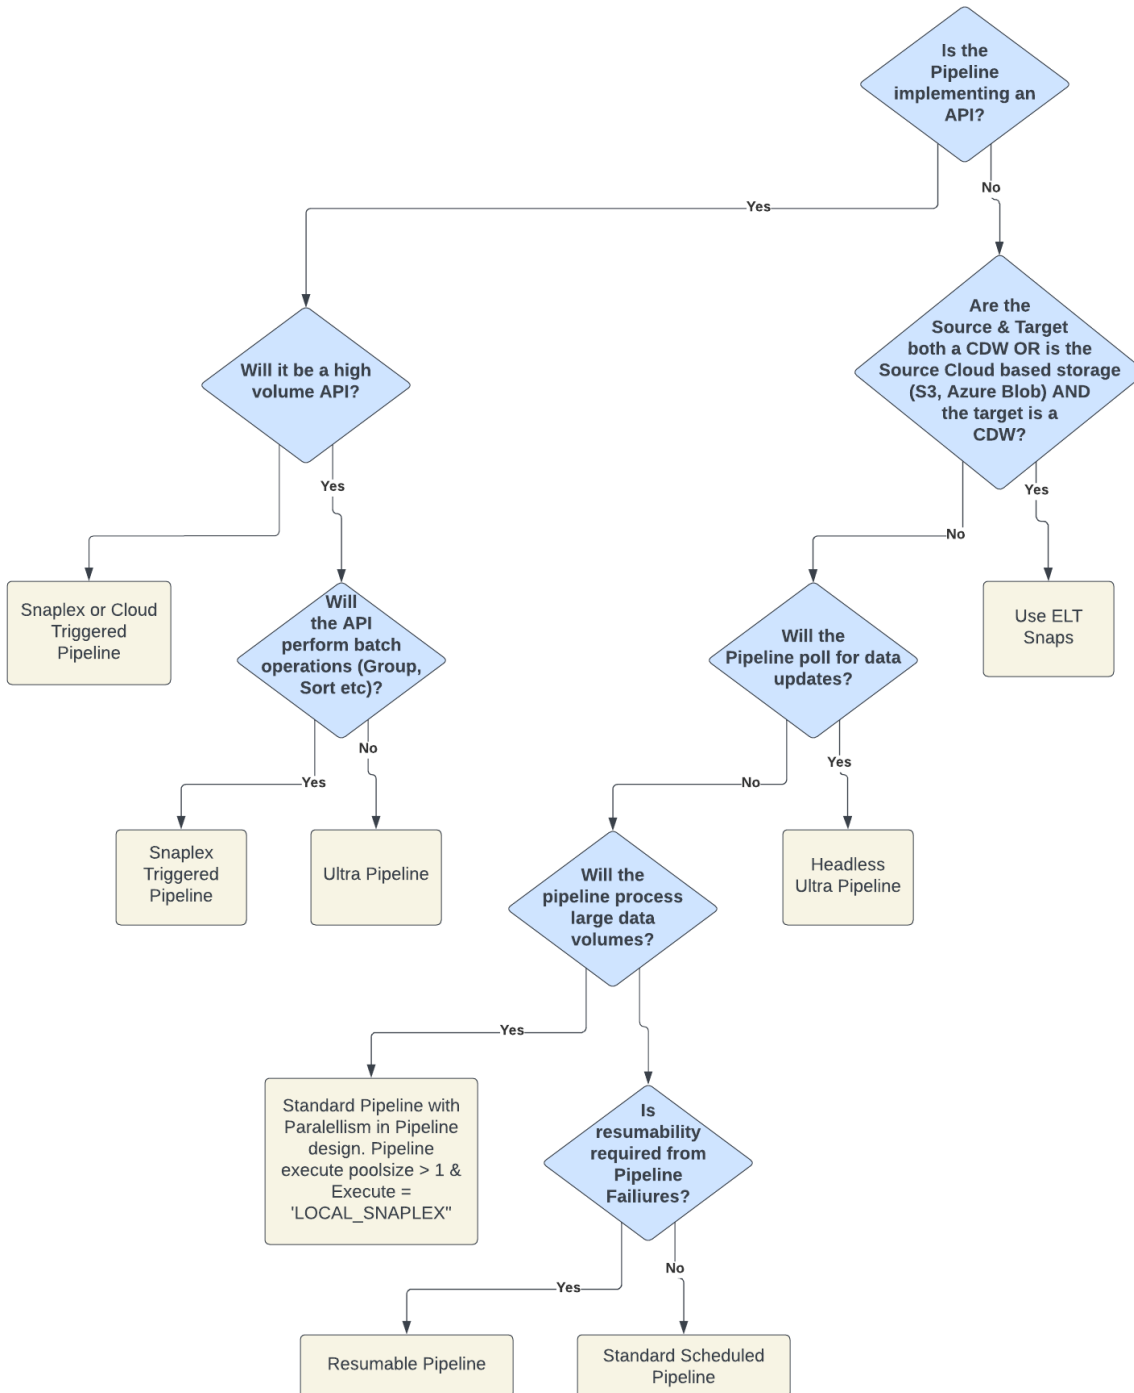 Is the
Pipeline
implementing an
API?
Yes
No
Will it be a high
volume API?
Are the
Source & Target
both a CDW OR is the
Source Cloud based storage
(S3, Azure Blob) AND
the target is a
CDW?
Yes
Yes
No
Snaplex or Cloud
Triggered
Pipeline
Will
the API
perform batch
operations (Group,
Sort etc)?
Will the
Pipeline poll for data
updates?
Use ELT
Snaps
No
Yes
Yes
No
Snaplex
Triggered
Pipeline
Ultra Pipeline
Will the
pipeline process
large data
volumes?
Headless
Ultra Pipeline
Yes
Standard Pipeline with
Paralellism in Pipeline
design. Pipeline
execute poolsize > 1 &
Execute =
'LOCAL_SNAPLEX"
Is
resumability
required from
Pipeline
Failiures?
No
Yes
Resumable Pipeline
Standard Scheduled
Pipeline